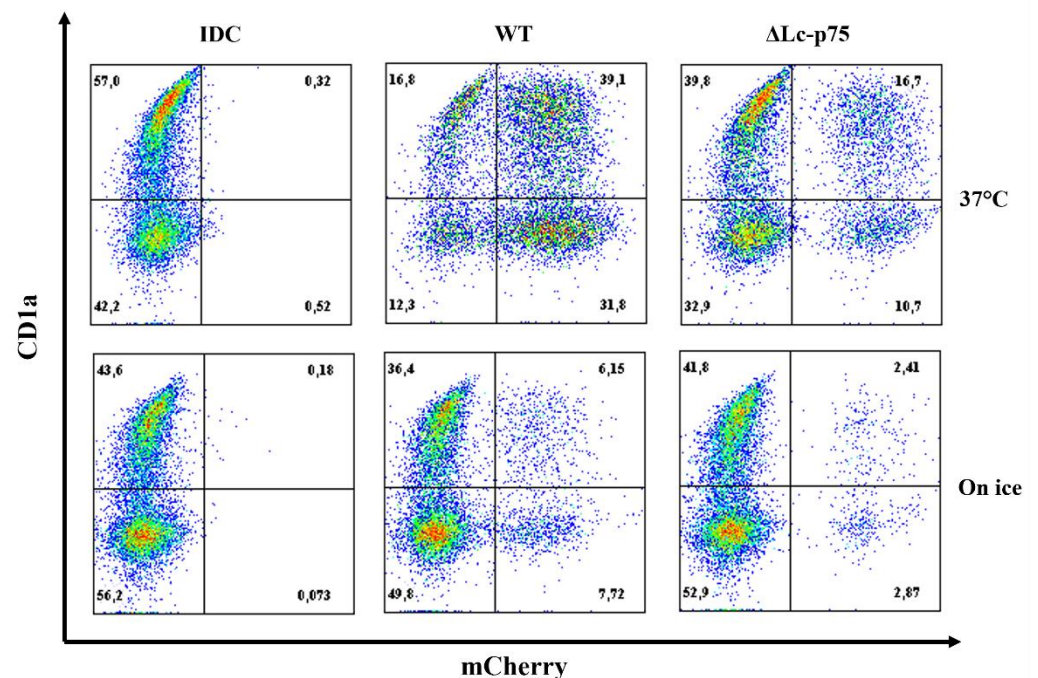 IDC WT ΔLc-p75
57,0 0,32 16,8 39,1 39,8 16,7
37°C
42,2 0,52 12,3 31,8 32,9 10,7
CD1a
43,6 0,18 36,4 6,15 41,8 2,41
On ice
56,2 0,073 49,8 7,72 52,9 2,87
mCherry